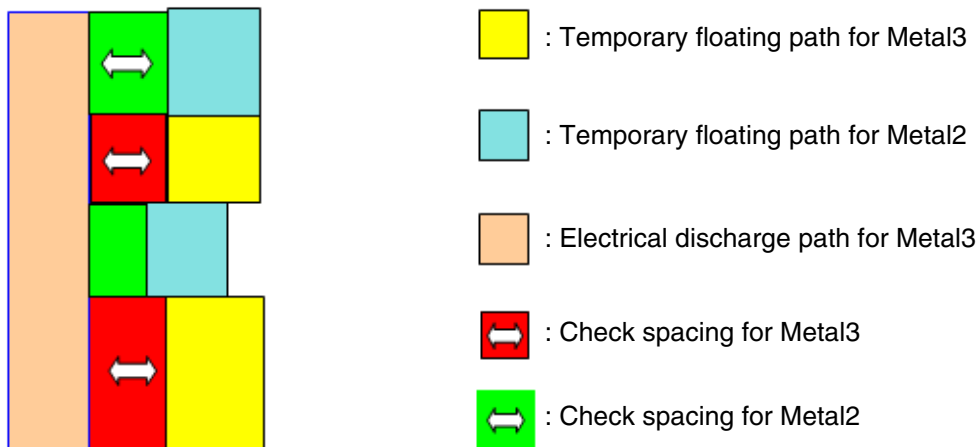 : Temporary floating path for Metal3
: Temporary floating path for Metal2
: Electrical discharge path for Metal3
: Check spacing for Metal3
: Check spacing for Metal2